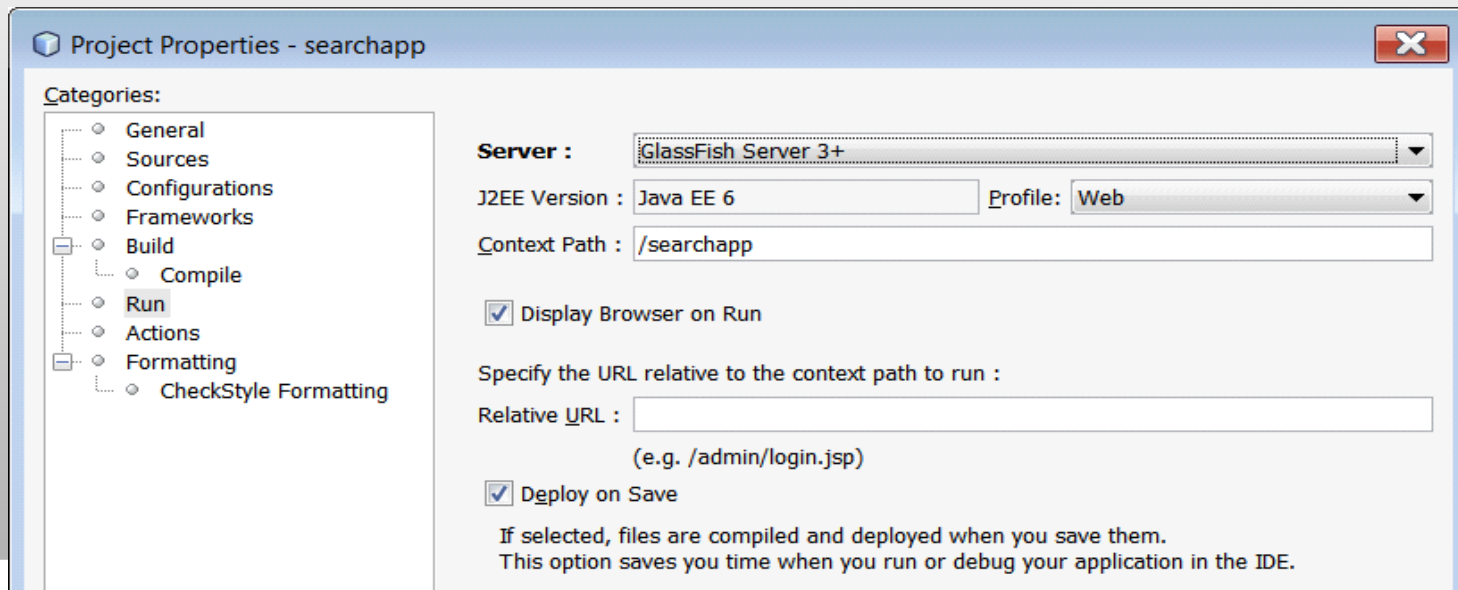 Project Properties - searchapp
Categories:
General
Sources
Configurations
Frameworks
Build
Compile
Run
Actions
Formatting
CheckStyle Formatting
Server :
GlassFish Server 3+
J2EE Version :
Java EE 6
Profile:
Web
Context Path :
/searchapp
Display Browser on Run
Specify the URL relative to the context path to run :
Relative URL :
(e.g. /admin/login.jsp)
Deploy on Save
If selected, files are compiled and deployed when you save them.
This option saves you time when you run or debug your application in the IDE.